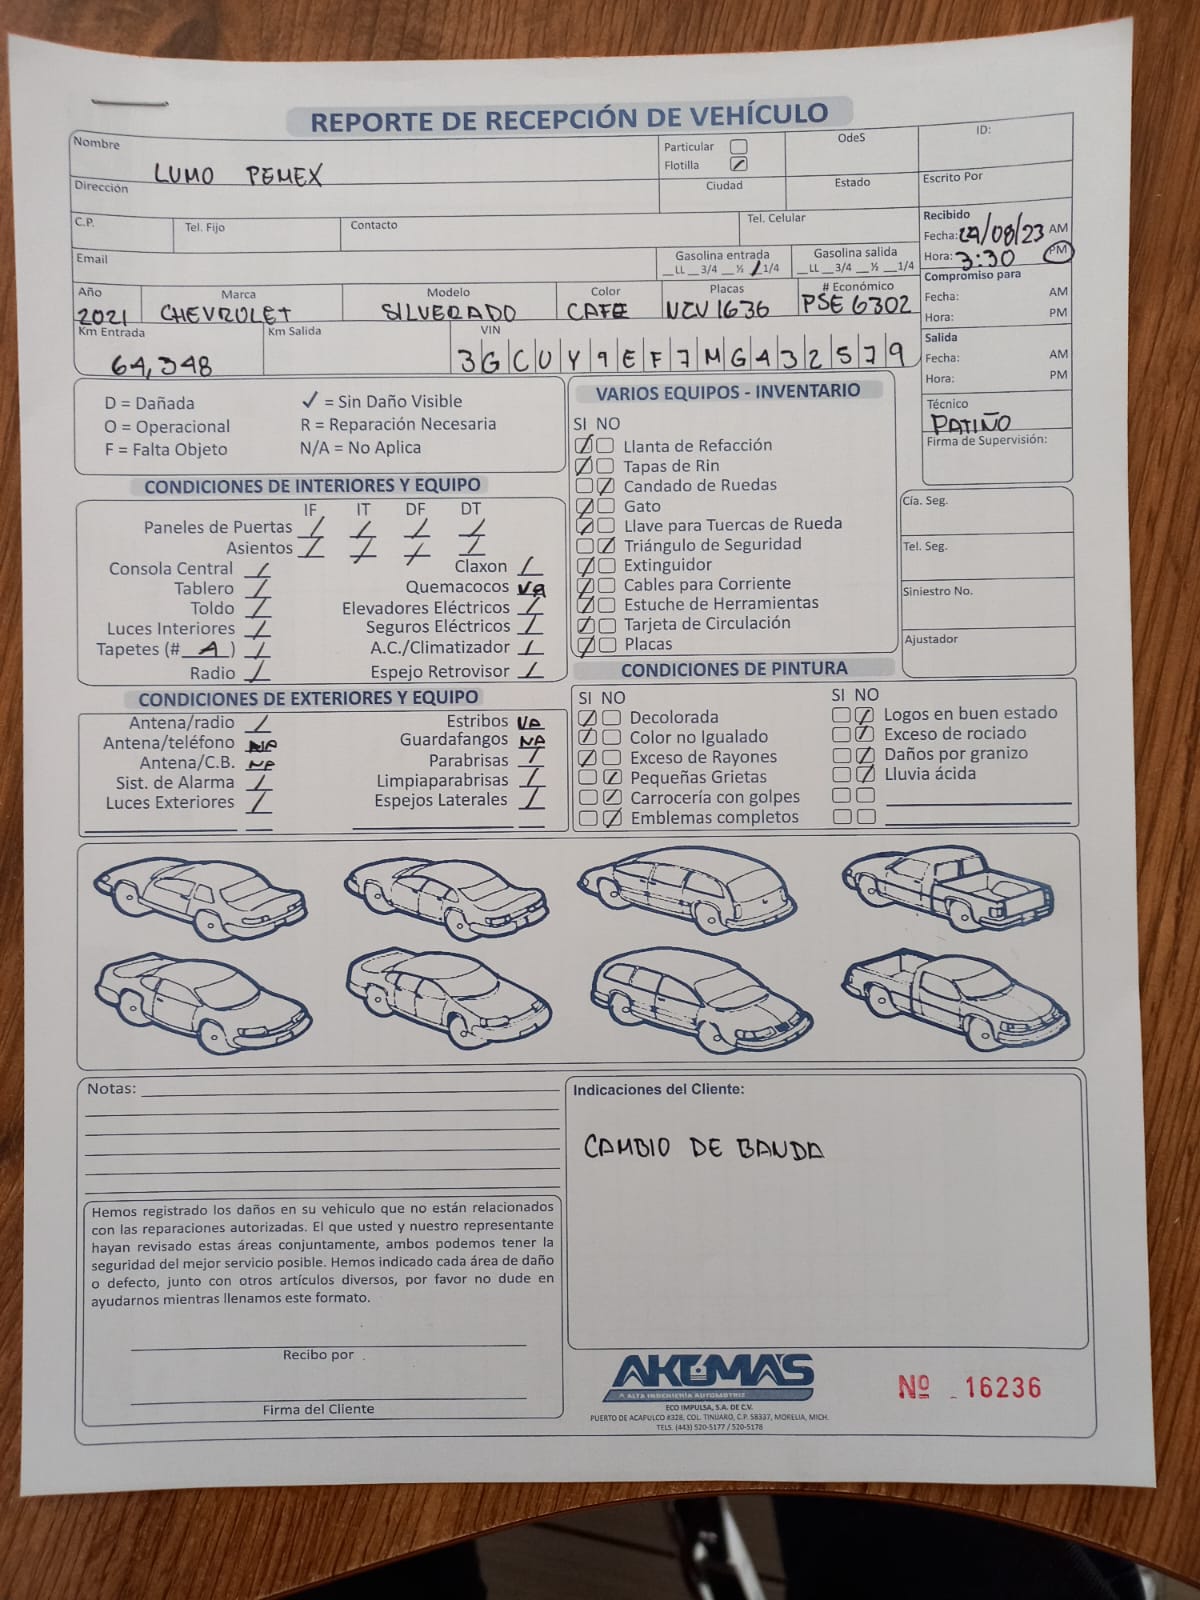 REPORTE DE RECEPCIÓN DE VEHÍCULO
Nombre
LUMO PEMEX
Particular
Flotilla
OdeS
ID:
Dirección
Ciudad
Estado
Escrito Por
C.P.
Tel. Fijo
Contacto
Tel. Celular
Recibido
Fecha: 29/08/23 AM
Hora: 3:30 PM
Email
Gasolina entrada
__LL __3/4 __½ __1/4
Gasolina salida
__LL __3/4 __½ __1/4
Compromiso para
Fecha: AM
Hora: PM
Año
2021
Marca
CHEVROLET
Modelo
SILVERADO
Color
CAFE
Placas
# Económico
PSE 6302
Km Entrada
64,348
Km Salida
VIN
3GCUY9EF7MG432579
Salida
Fecha: AM
Hora: PM
Técnico
PATIÑO
Firma de Supervisión:
D = Dañada
✓ = Sin Daño Visible
O = Operacional
R = Reparación Necesaria
F = Falta Objeto
N/A = No Aplica
CONDICIONES DE INTERIORES Y EQUIPO
IF IT DF DT
Paneles de Puertas
Asientos
Consola Central
Claxon
Tablero
Quemacocos
Toldo
Elevadores Eléctricos
Luces Interiores
Seguros Eléctricos
Tapetes (#____)
A.C./Climatizador
Radio
Espejo Retrovisor
VARIOS EQUIPOS - INVENTARIO
SI NO
Llanta de Refacción
Tapas de Rin
Candado de Ruedas
Gato
Llave para Tuercas de Rueda
Triángulo de Seguridad
Extinguidor
Cables para Corriente
Estuche de Herramientas
Tarjeta de Circulación
Placas
Cía. Seg.
Tel. Seg.
Siniestro No.
Ajustador
CONDICIONES DE EXTERIORES Y EQUIPO
Antena/radio
Estribos
Antena/teléfono
Guardafangos NA
Antena/C.B. NA
Parabrisas
Sist. de Alarma
Limpiaparabrisas
Luces Exteriores
Espejos Laterales
CONDICIONES DE PINTURA
SI NO
Decolorada
Color no Igualado
Exceso de Rayones
Pequeñas Grietas
Carrocería con golpes
Emblemas completos
SI NO
Logos en buen estado
Exceso de rociado
Daños por granizo
Lluvia ácida
Notas:
Indicaciones del Cliente:
CAMBIO DE BANDA
Hemos registrado los daños en su vehiculo que no están relacionados
con las reparaciones autorizadas. El que usted y nuestro representante
hayan revisado estas áreas conjuntamente, ambos podemos tener la
seguridad del mejor servicio posible. Hemos indicado cada área de daño
o defecto, junto con otros artículos diversos, por favor no dude en
ayudarnos mientras llenamos este formato.
Recibo por
Firma del Cliente
AKUMA'S
ALTA INGENIERÍA AUTOMOTRIZ
ECO IMPULSA, S.A. DE C.V.
PUERTO DE ACAPULCO #328, COL. TINIJARO, C.P. 58337, MORELIA, MICH.
TELS. (443) 520-5177 / 520-5178
Nº 16236